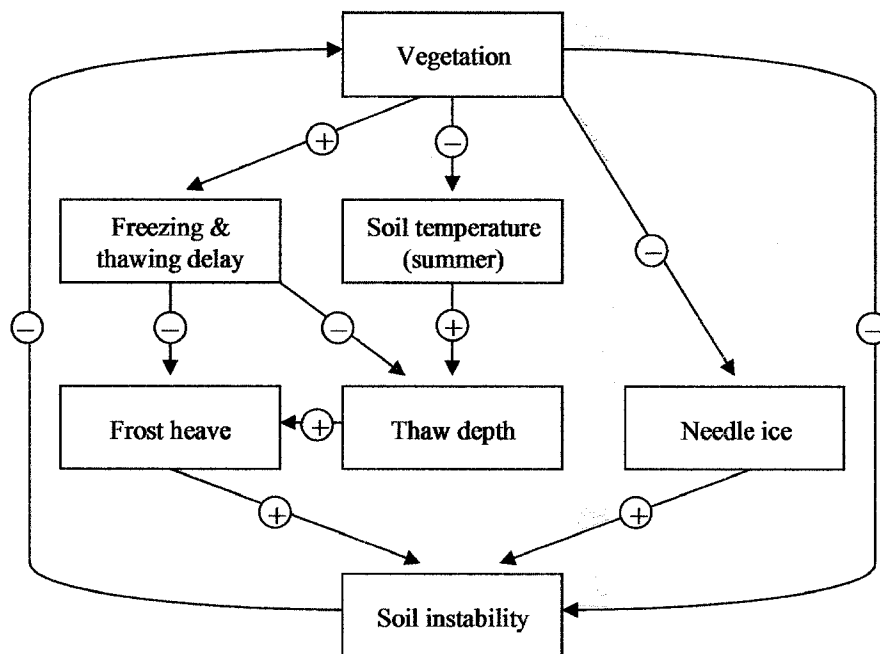 Vegetation
+
−
Freezing &
thawing delay
Soil temperature
(summer)
−
−
−
−
+
−
Frost heave
+
Thaw depth
Needle ice
+
+
Soil instability